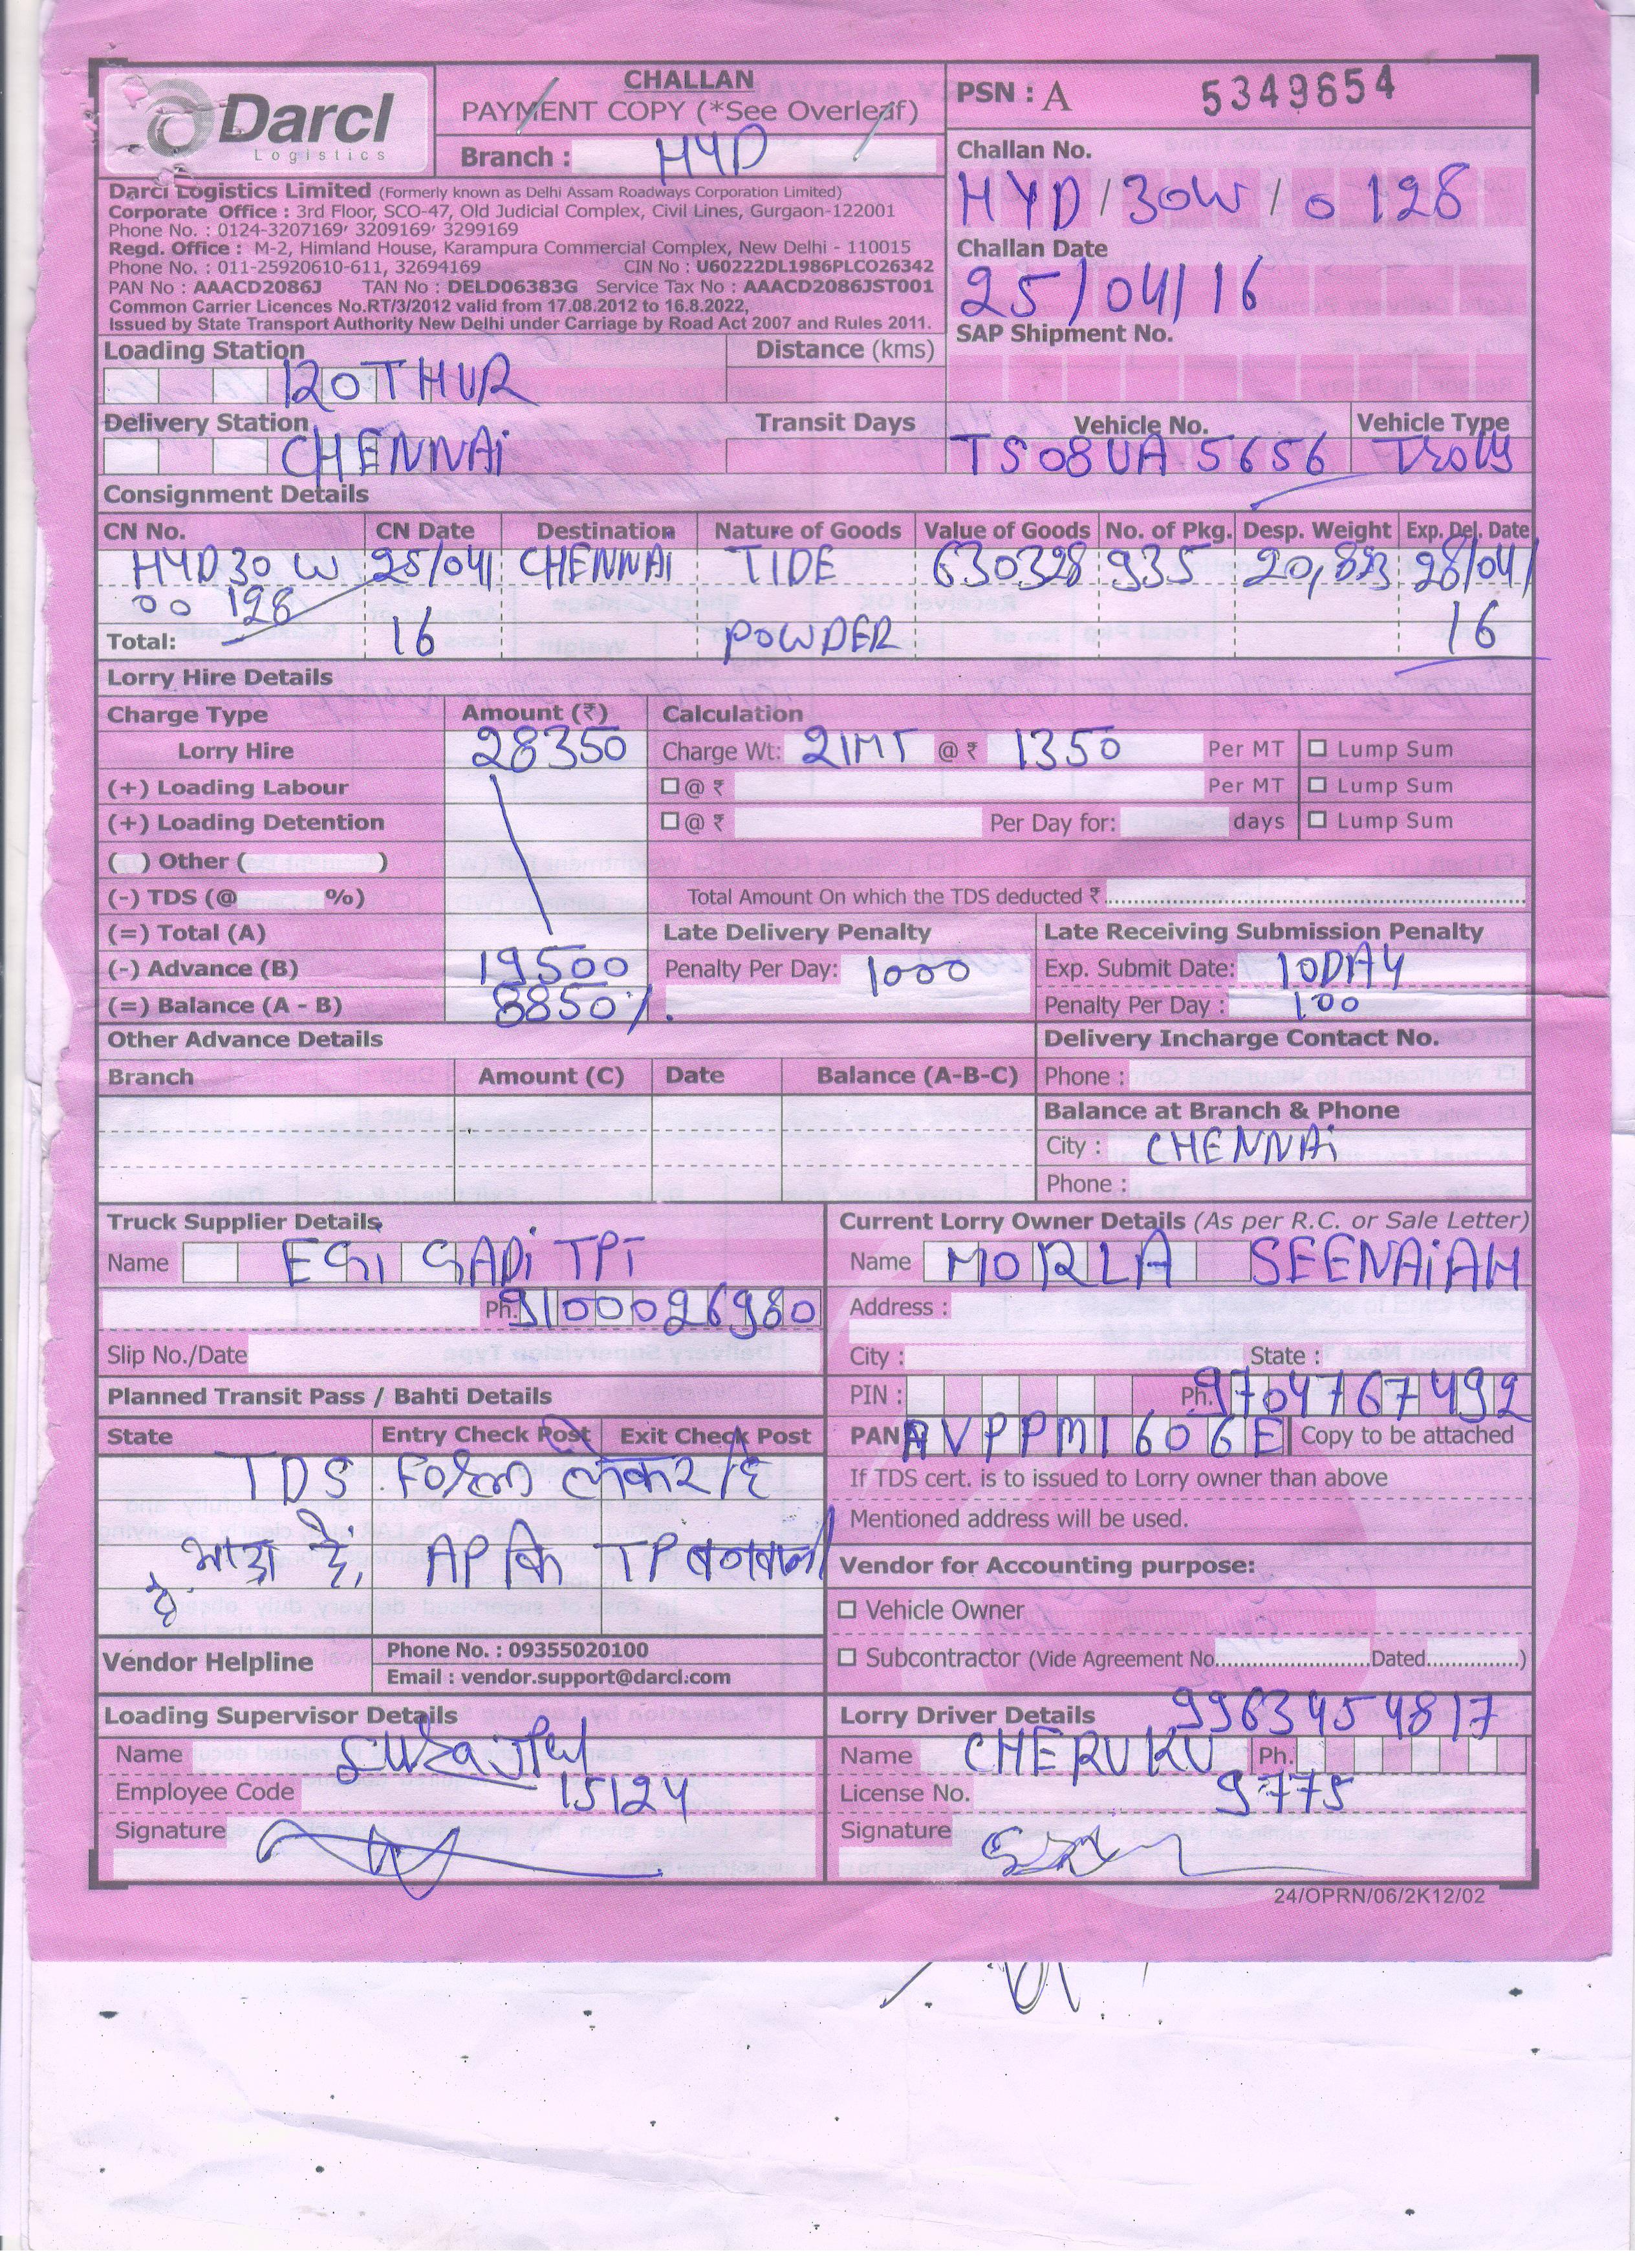 Darcl
Logistics
CHALLAN
PAYMENT COPY (*See Overleaf)
Branch : HYD
PSN : A 5349654
Darcl Logistics Limited (Formerly known as Delhi Assam Roadways Corporation Limited)
Corporate Office : 3rd Floor, SCO-47, Old Judicial Complex, Civil Lines, Gurgaon-122001
Phone No. : 0124-3207169, 3209169, 3299169
Regd. Office : M-2, Himland House, Karampura Commercial Complex, New Delhi - 110015
Phone No. : 011-25920610-611, 32694169 CIN No : U60222DL1986PLC026342
PAN No : AAACD2086J TAN No : DELD06383G Service Tax No : AAACD2086JST001
Common Carrier Licences No.RT/3/2012 valid from 17.08.2012 to 16.8.2022,
Issued by State Transport Authority New Delhi under Carriage by Road Act 2007 and Rules 2011.
Challan No.
HYD / 30W / 0128
Challan Date
25/04/16
SAP Shipment No.
Loading Station Distance (kms)
KOTHUR
Delivery Station Transit Days Vehicle No. Vehicle Type
CHENNAI TS08UA5656 Trolly
Consignment Details
CN No. CN Date Destination Nature of Goods Value of Goods No. of Pkg. Desp. Weight Exp. Del. Date
HYD30W 25/04/ CHENNAI TIDE 630398 935 20,83 28/04/
00 128 16 POWDER 16
Total:
Lorry Hire Details
Charge Type Amount (₹) Calculation
Lorry Hire 28350 Charge Wt: 21MT @ ₹ 1350 Per MT Lump Sum
(+) Loading Labour @ ₹ Per MT Lump Sum
(+) Loading Detention @ ₹ Per Day for: days Lump Sum
( ) Other ( )
(-) TDS (@ %) Total Amount On which the TDS deducted ₹
(=) Total (A) Late Delivery Penalty Late Receiving Submission Penalty
(-) Advance (B) 19500 Penalty Per Day: 1000 Exp. Submit Date: 10DAY
(=) Balance (A - B) 8850/. Penalty Per Day : 100
Other Advance Details Delivery Incharge Contact No.
Branch Amount (C) Date Balance (A-B-C) Phone :
Balance at Branch & Phone
City : CHENNAi
Phone :
Truck Supplier Details Current Lorry Owner Details (As per R.C. or Sale Letter)
Name Name MORLA SEENAiAH
Ph. 8100026980 Address :
Slip No./Date City : State :
Planned Transit Pass / Bahti Details PIN : Ph. 9704767492
State Entry Check Post Exit Check Post PAN AVPPM1606E Copy to be attached
TDS If TDS cert. is to issued to Lorry owner than above
Mentioned address will be used.
AP TP
Vendor for Accounting purpose:
Vehicle Owner
Subcontractor (Vide Agreement No. Dated )
Vendor Helpline Phone No. : 09355020100
Email : vendor.support@darcl.com
Loading Supervisor Details Lorry Driver Details 9963454817
Name Name CHERUKU Ph.
Employee Code 15124 License No. 9775
Signature Signature
24/OPRN/06/2K12/02